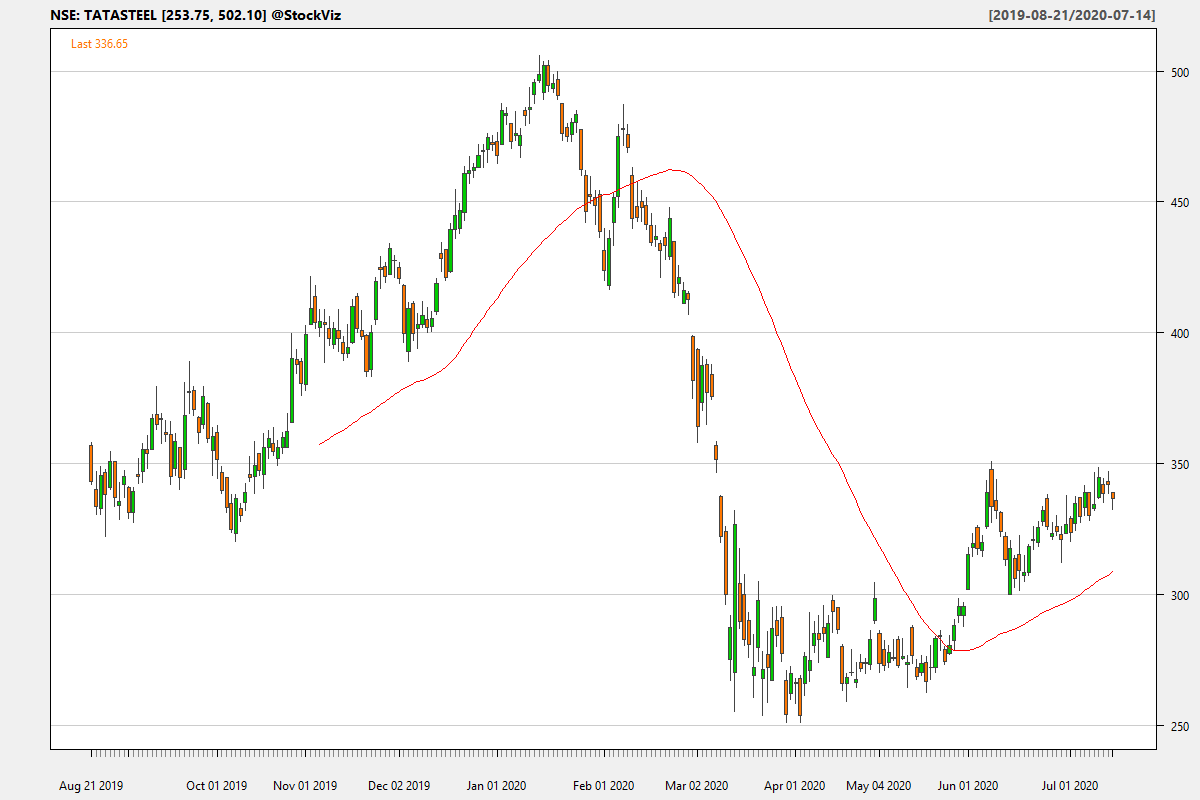 NSE: TATASTEEL [253.75, 502.10] @StockViz [2019-08-21/2020-07-14]
Last 336.65
500
450
400
350
300
250
Aug 21 2019 Oct 01 2019 Nov 01 2019 Dec 02 2019 Jan 01 2020 Feb 01 2020 Mar 02 2020 Apr 01 2020 May 04 2020 Jun 01 2020 Jul 01 2020